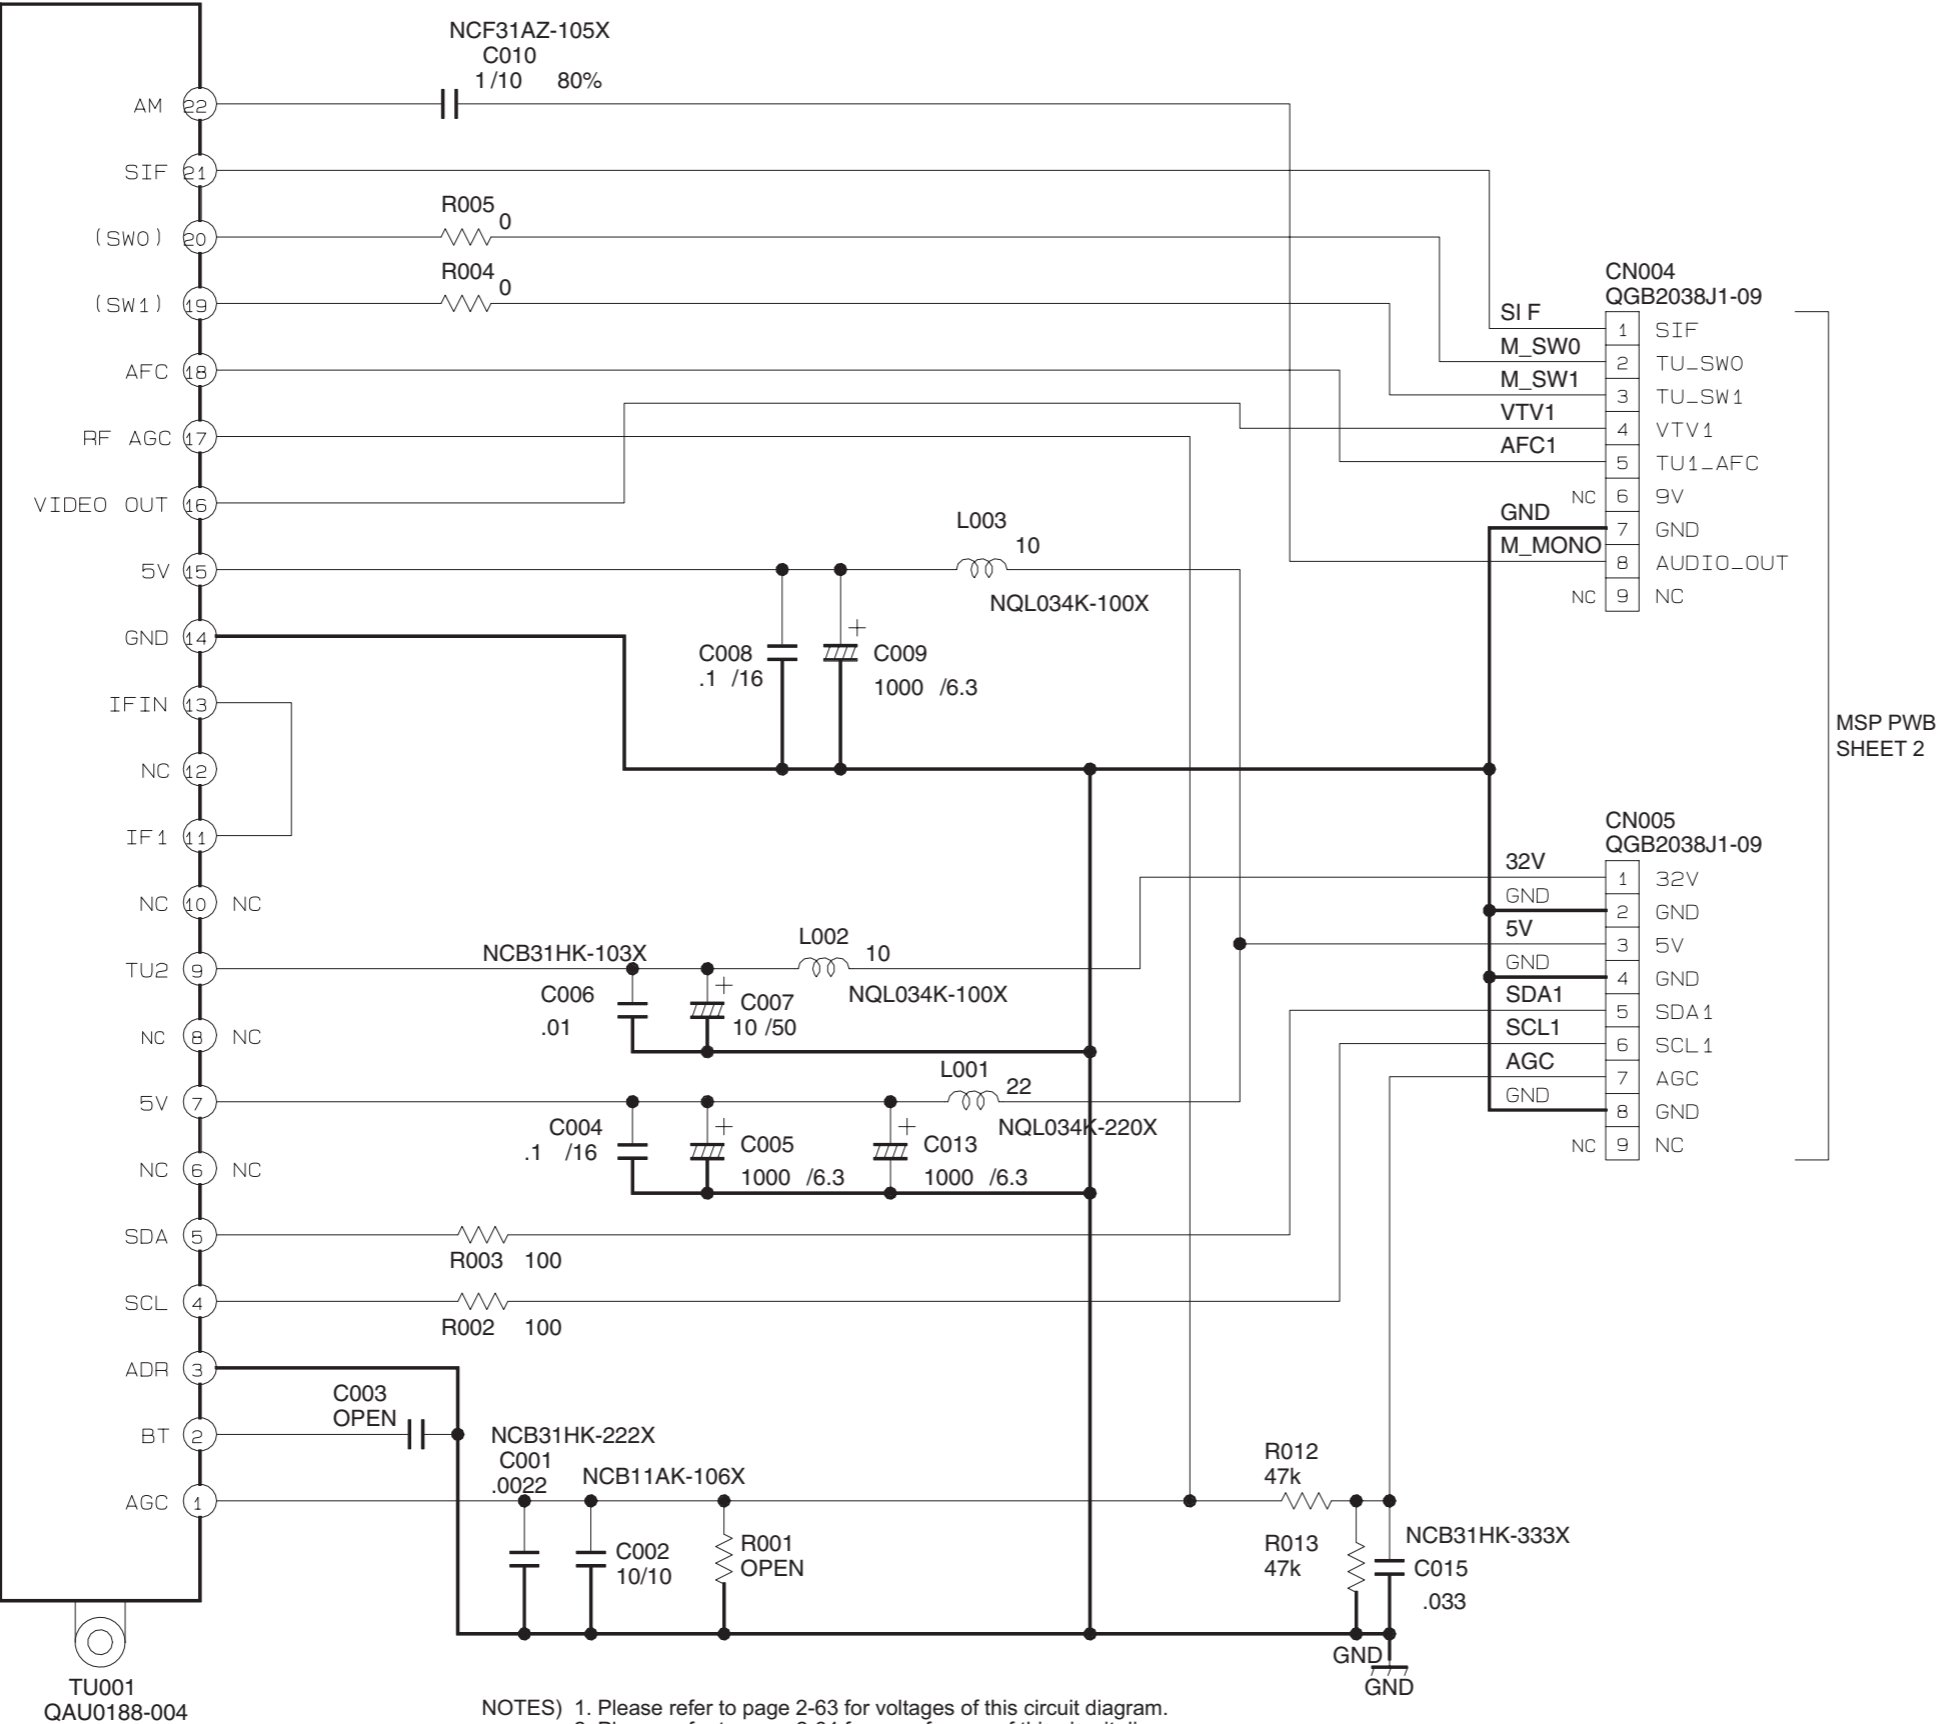 NCF31AZ-105X
C010
1/10 80%
AM 22
SIF 21
R005
0
(SW0) 20
R004
0
(SW1) 19
AFC 18
RF AGC 17
VIDEO OUT 16
5V 15
GND 14
IFIN 13
NC 12
IF1 11
NC 10 NC
TU2 9
NC 8 NC
5V 7
NC 6 NC
SDA 5
SCL 4
ADR 3
BT 2
AGC 1
TU001
QAU0188-004
L003
10
NQL034K-100X
C008
.1 /16
+
C009
1000 /6.3
NCB31HK-103X
L002
10
NQL034K-100X
C006
.01
+
C007
10 /50
L001
22
NQL034K-220X
C004
.1 /16
+
C005
1000 /6.3
+
C013
1000 /6.3
R003 100
R002 100
C003
OPEN
NCB31HK-222X
C001
.0022
NCB11AK-106X
C002
10/10
R001
OPEN
R012
47k
R013
47k
NCB31HK-333X
C015
.033
GND
GND
CN004
QGB2038J1-09
SI F 1 SIF
M_SW0 2 TU_SW0
M_SW1 3 TU_SW1
VTV1 4 VTV1
AFC1 5 TU1_AFC
NC 6 9V
GND 7 GND
M_MONO 8 AUDIO_OUT
NC 9 NC
MSP PWB
SHEET 2
CN005
QGB2038J1-09
32V 1 32V
GND 2 GND
5V 3 5V
GND 4 GND
SDA1 5 SDA1
SCL1 6 SCL1
AGC 7 AGC
GND 8 GND
NC 9 NC
NOTES) 1. Please refer to page 2-63 for voltages of this circuit diagram.